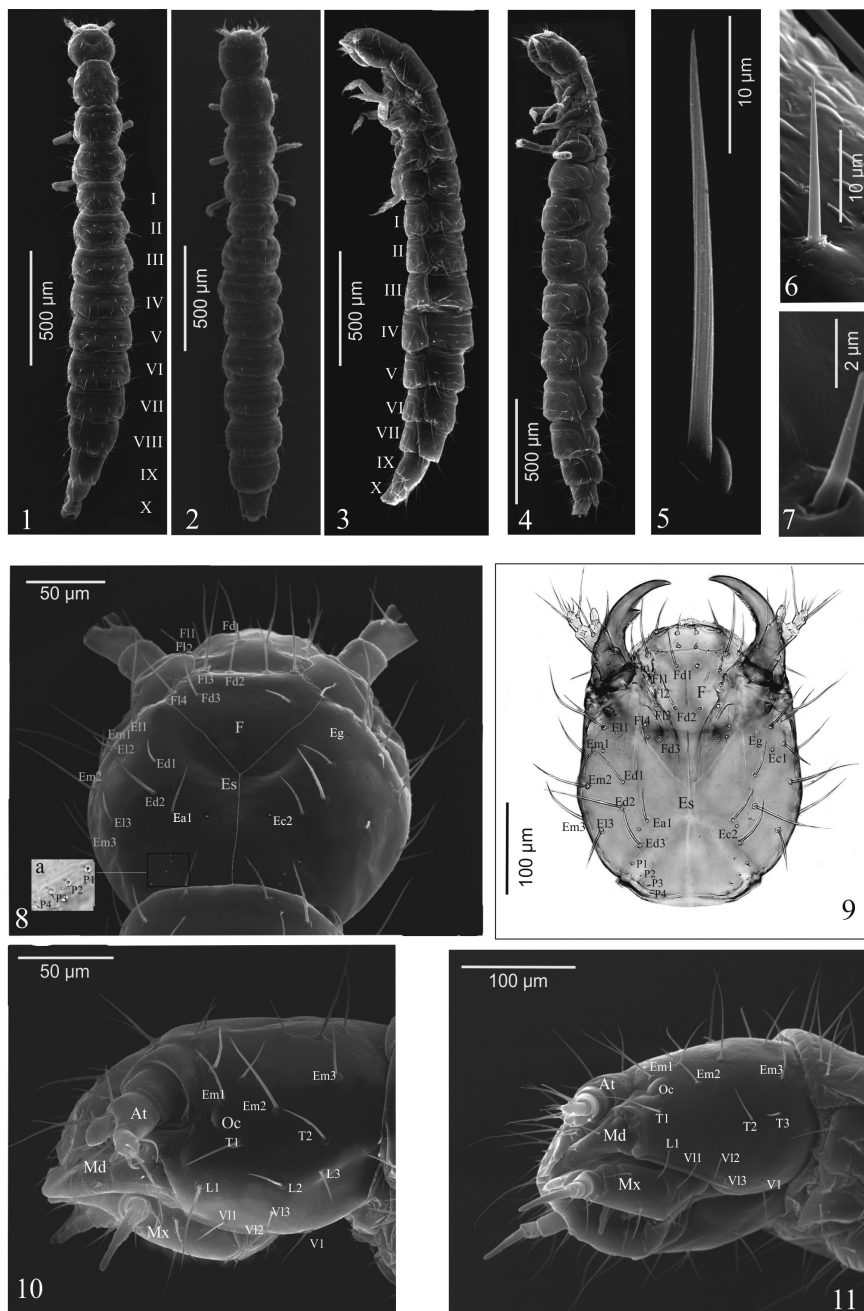 500 µm
I
II
III
IV
V
VI
VII
VIII
IX
X
1
500 µm
2
500 µm
I
II
III
IV
V
VI
VII
IX
X
3
500 µm
4
10 µm
5
10 µm
6
2 µm
7
50 µm
Fd1
Fl1
Fl2
Fl3
Fd2
Fl4
Fd3
F
El1
Em1
El2
Eg
Ed1
Em2
Es
Ed2
Ea1
Ec2
El3
Em3
a
P1
P2
P3
P4
8
Fd1
Fl1
Fl2
F
Fl3
Fd2
Fl4
El1
Fd3
Eg
Em1
Ec1
Ed1
Em2
Es
Ed2
Ea1
Em3
El3
Ec2
Ed3
P1
P2
P3
P4
100 µm
9
50 µm
Em3
Em1
Em2
At
Oc
T1
T2
Md
L3
L1
L2
Vl1
Vl3
Mx
Vl2
V1
10
100 µm
Em1
Em2
Em3
At
Oc
T1
T2
T3
Md
L1
Vl1
Vl2
Mx
Vl3
V1
11